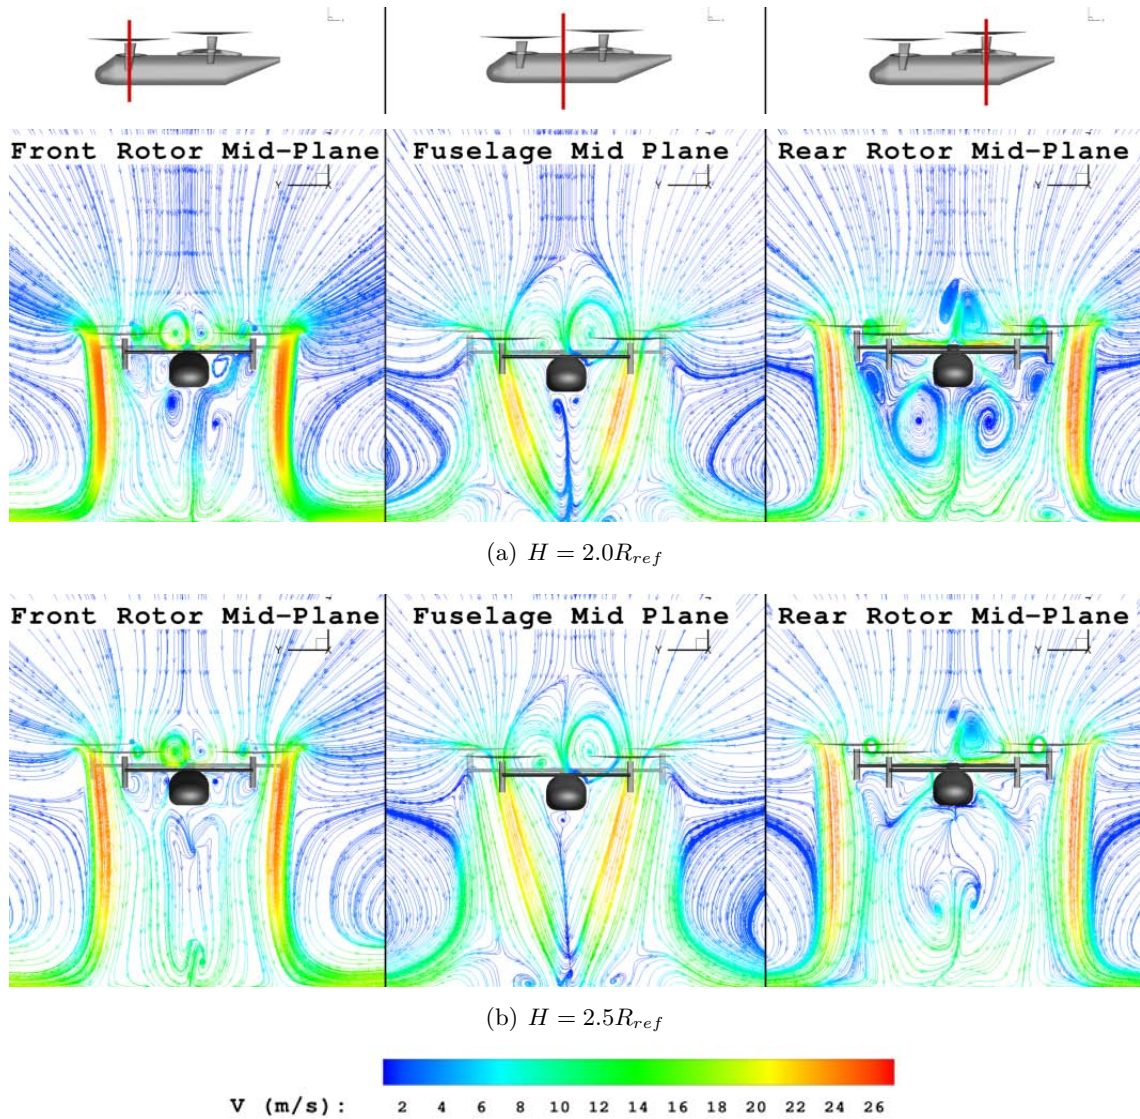 Front Rotor Mid-Plane Fuselage Mid Plane Rear Rotor Mid-Plane
Y X Y X Y X
(a) H = 2.0R_ref
Front Rotor Mid-Plane Fuselage Mid Plane Rear Rotor Mid-Plane
Y X Y X Y X
(b) H = 2.5R_ref
V (m/s): 2 4 6 8 10 12 14 16 18 20 22 24 26